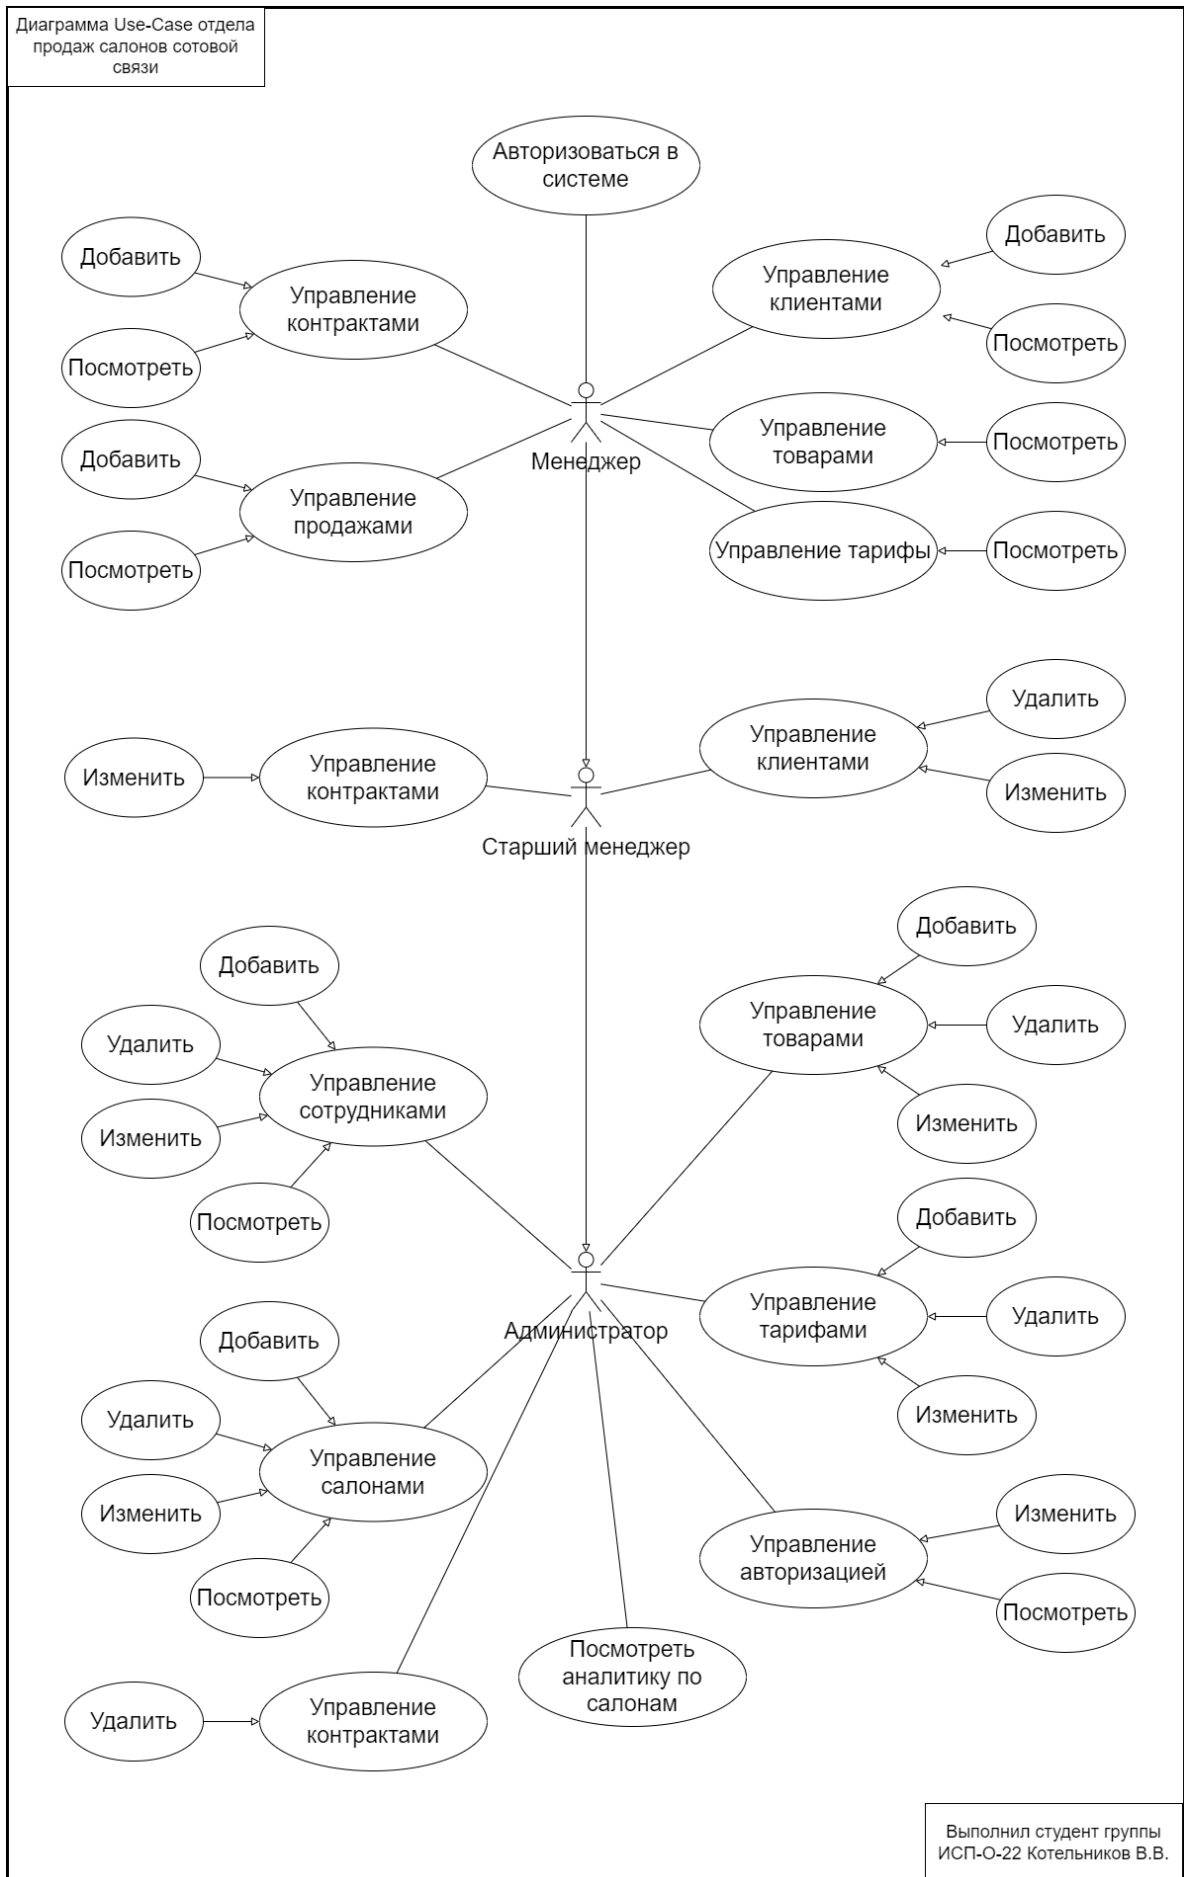 Диаграмма Use-Case отдела
продаж салонов сотовой
связи
Авторизоваться в
системе
Добавить
Управление
контрактами
Посмотреть
Добавить
Управление
клиентами
Посмотреть
Добавить
Управление
продажами
Посмотреть
Менеджер
Управление
товарами
Посмотреть
Управление тарифы
Посмотреть
Изменить
Управление
контрактами
Старший менеджер
Управление
клиентами
Удалить
Изменить
Добавить
Удалить
Управление
сотрудниками
Изменить
Посмотреть
Добавить
Управление
товарами
Удалить
Изменить
Добавить
Управление
тарифами
Удалить
Изменить
Администратор
Добавить
Удалить
Управление
салонами
Изменить
Посмотреть
Управление
авторизацией
Изменить
Посмотреть
Посмотреть
аналитику по
салонам
Удалить
Управление
контрактами
Выполнил студент группы
ИСП-О-22 Котельников В.В.